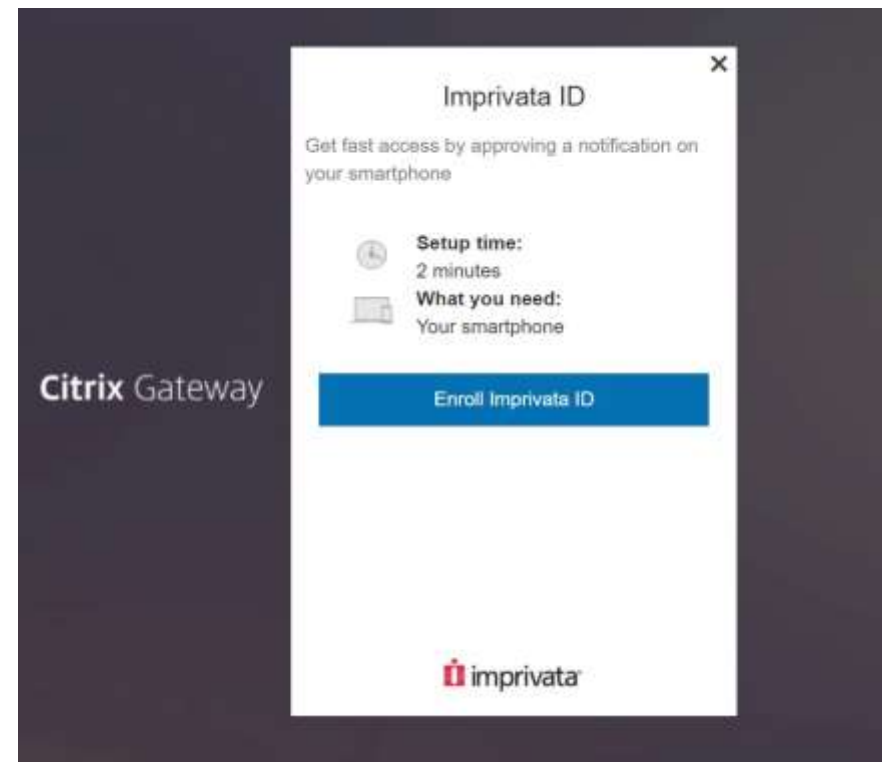 Imprivata ID
Get fast access by approving a notification on
your smartphone
Setup time:
2 minutes
What you need:
Your smartphone
Citrix Gateway
Enroll Imprivata ID
imprivata